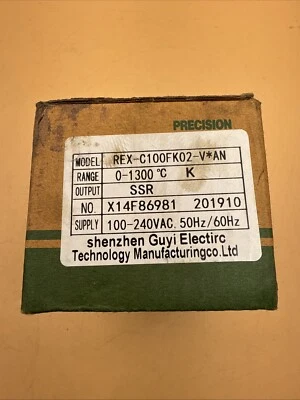 PRECISION
MODEL REX-C100FK02-V*AN
RANGE 0-1300℃ K
OUTPUT SSR
NO. X14F86981 201910
SUPPLY 100-240VAC. 50Hz/60Hz
shenzhen Guyi Electirc
Technology Manufacturingco.Ltd